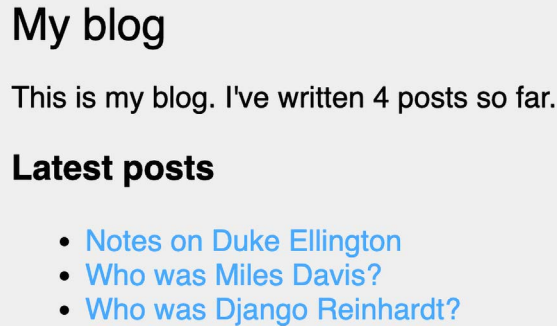 My blog
This is my blog. I've written 4 posts so far.
Latest posts
• Notes on Duke Ellington
• Who was Miles Davis?
• Who was Django Reinhardt?